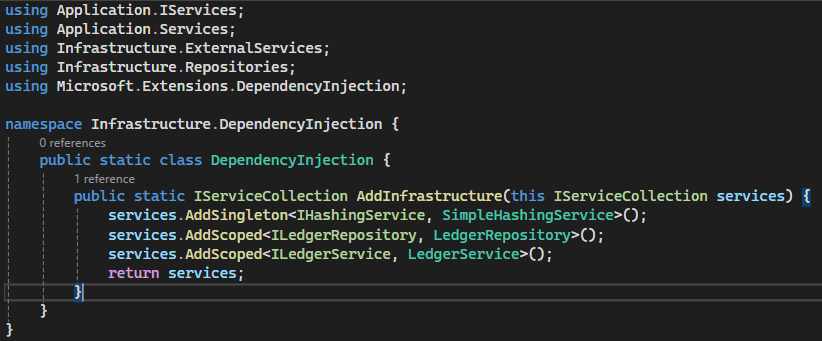 using Application.IServices;
using Application.Services;
using Infrastructure.ExternalServices;
using Infrastructure.Repositories;
using Microsoft.Extensions.DependencyInjection;
namespace Infrastructure.DependencyInjection {
0 references
public static class DependencyInjection {
1 reference
public static IServiceCollection AddInfrastructure(this IServiceCollection services) {
services.AddSingleton<IHashingService, SimpleHashingService>();
services.AddScoped<ILedgerRepository, LedgerRepository>();
services.AddScoped<ILedgerService, LedgerService>();
return services;
}
}
}